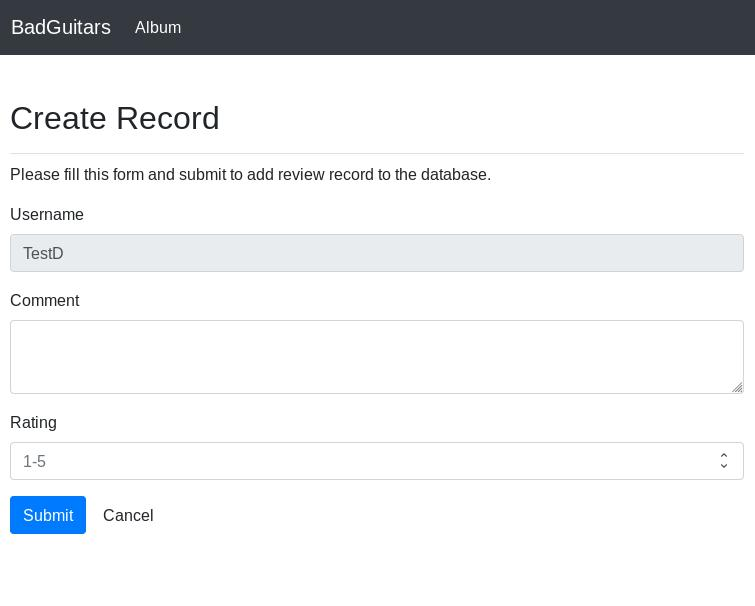 BadGuitars Album
Create Record
Please fill this form and submit to add review record to the database.
Username
TestD
Comment
Rating
1-5
Submit Cancel